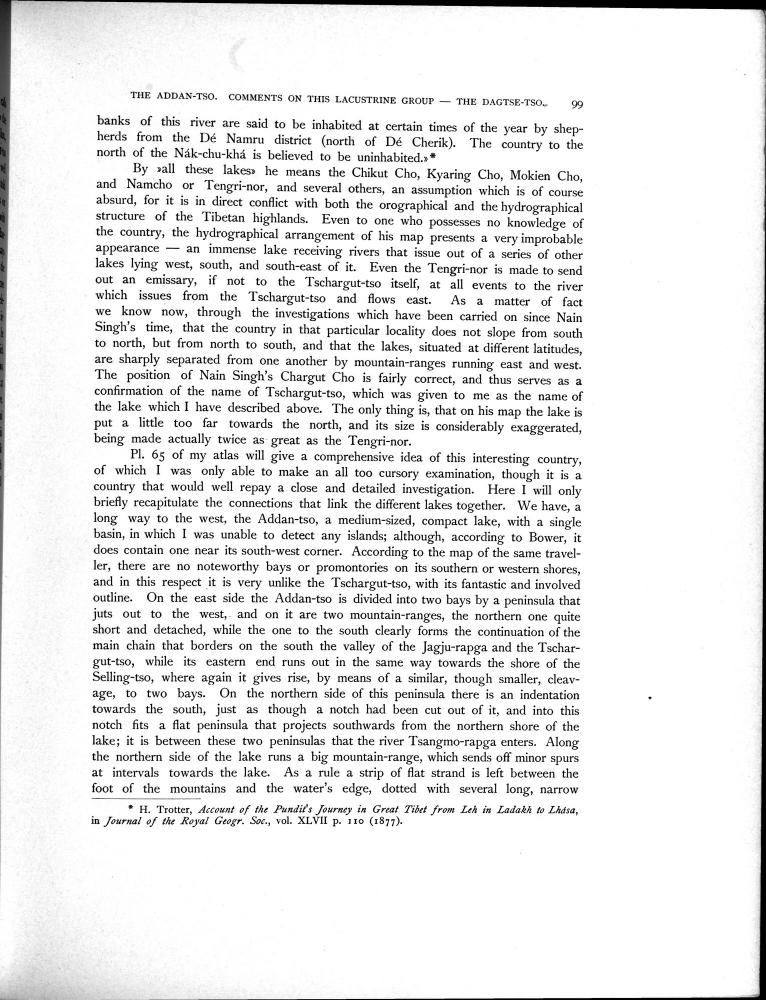 THE ADDAN-TSO. COMMENTS ON THIS LACUSTRINE GROUP — THE DAGTSE-TSO. 99
banks of this river are said to be inhabited at certain times of the year by shep-
herds from the Dé Namru district (north of Dé Cherik). The country to the
north of the Nák-chu-khá is believed to be uninhabited.»*
By »all these lakes» he means the Chikut Cho, Kyaring Cho, Mokien Cho,
and Namcho or Tengri-nor, and several others, an assumption which is of course
absurd, for it is in direct conflict with both the orographical and the hydrographical
structure of the Tibetan highlands. Even to one who possesses no knowledge of
the country, the hydrographical arrangement of his map presents a very improbable
appearance — an immense lake receiving rivers that issue out of a series of other
lakes lying west, south, and south-east of it. Even the Tengri-nor is made to send
out an emissary, if not to the Tschargut-tso itself, at all events to the river
which issues from the Tschargut-tso and flows east. As a matter of fact
we know now, through the investigations which have been carried on since Nain
Singh's time, that the country in that particular locality does not slope from south
to north, but from north to south, and that the lakes, situated at different latitudes,
are sharply separated from one another by mountain-ranges running east and west.
The position of Nain Singh's Chargut Cho is fairly correct, and thus serves as a
confirmation of the name of Tschargut-tso, which was given to me as the name of
the lake which I have described above. The only thing is, that on his map the lake is
put a little too far towards the north, and its size is considerably exaggerated,
being made actually twice as great as the Tengri-nor.
Pl. 65 of my atlas will give a comprehensive idea of this interesting country,
of which I was only able to make an all too cursory examination, though it is a
country that would well repay a close and detailed investigation. Here I will only
briefly recapitulate the connections that link the different lakes together. We have, a
long way to the west, the Addan-tso, a medium-sized, compact lake, with a single
basin, in which I was unable to detect any islands; although, according to Bower, it
does contain one near its south-west corner. According to the map of the same travel-
ler, there are no noteworthy bays or promontories on its southern or western shores,
and in this respect it is very unlike the Tschargut-tso, with its fantastic and involved
outline. On the east side the Addan-tso is divided into two bays by a peninsula that
juts out to the west, and on it are two mountain-ranges, the northern one quite
short and detached, while the one to the south clearly forms the continuation of the
main chain that borders on the south the valley of the Jagju-rapga and the Tschar-
gut-tso, while its eastern end runs out in the same way towards the shore of the
Selling-tso, where again it gives rise, by means of a similar, though smaller, cleav-
age, to two bays. On the northern side of this peninsula there is an indentation
towards the south, just as though a notch had been cut out of it, and into this
notch fits a flat peninsula that projects southwards from the northern shore of the
lake; it is between these two peninsulas that the river Tsangmo-rapga enters. Along
the northern side of the lake runs a big mountain-range, which sends off minor spurs
at intervals towards the lake. As a rule a strip of flat strand is left between the
foot of the mountains and the water's edge, dotted with several long, narrow
* H. Trotter, Account of the Pundit's Journey in Great Tibet from Leh in Ladakh to Lhása,
in Journal of the Royal Geogr. Soc., vol. XLVII p. 110 (1877).